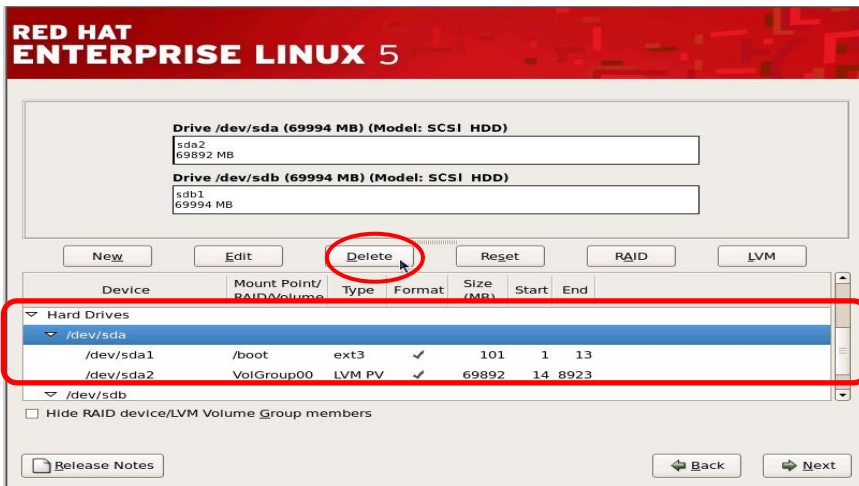 RED HAT
ENTERPRISE LINUX 5
Drive /dev/sda (69994 MB) (Model: SCSI HDD)
sda2
69892 MB
Drive /dev/sdb (69994 MB) (Model: SCSI HDD)
sdb1
69994 MB
New Edit Delete Reset RAID LVM
Device Mount Point/ RAID/Volume Type Format Size (MB) Start End
Hard Drives
/dev/sda
/dev/sda1 /boot ext3 ✓ 101 1 13
/dev/sda2 VolGroup00 LVM PV ✓ 69892 14 8923
/dev/sdb
Hide RAID device/LVM Volume Group members
Release Notes Back Next